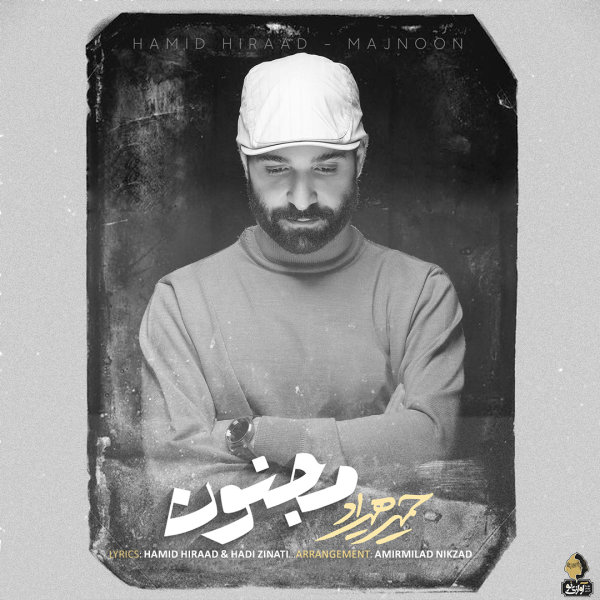 HAMID HIRAAD - MAJNOON
مجنون
حمید هیراد
LYRICS: HAMID HIRAAD & HADI ZINATI.. ARRANGEMENT: AMIRMILAD NIKZAD